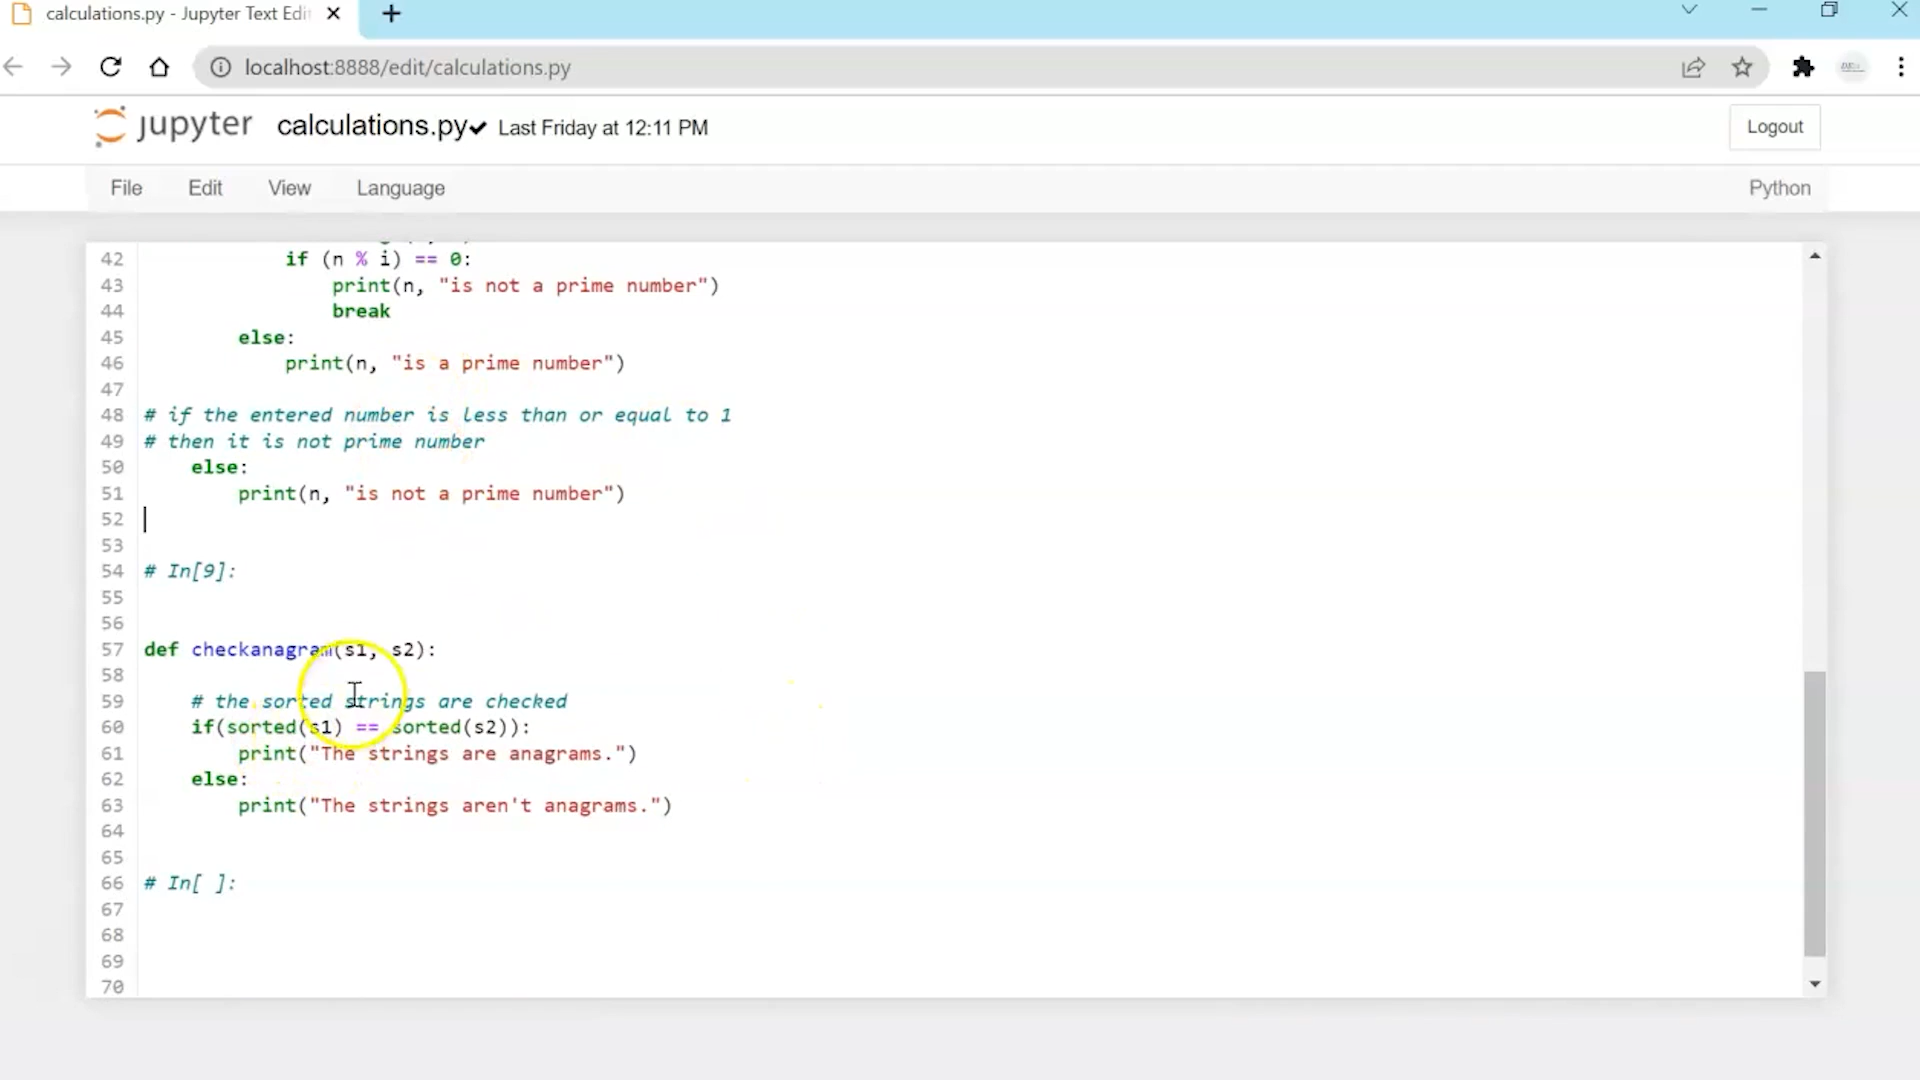 calculations.py - Jupyter Text Edi
localhost:8888/edit/calculations.py
jupyter calculations.py Last Friday at 12:11 PM Logout
File Edit View Language Python
42 if (n % i) == 0:
43 print(n, "is not a prime number")
44 break
45 else:
46 print(n, "is a prime number")
47
48 # if the entered number is less than or equal to 1
49 # then it is not prime number
50 else:
51 print(n, "is not a prime number")
52
53
54 # In[9]:
55
56
57 def checkanagram(s1, s2):
58
59 # the sorted strings are checked
60 if(sorted(s1) == sorted(s2)):
61 print("The strings are anagrams.")
62 else:
63 print("The strings aren't anagrams.")
64
65
66 # In[ ]:
67
68
69
70